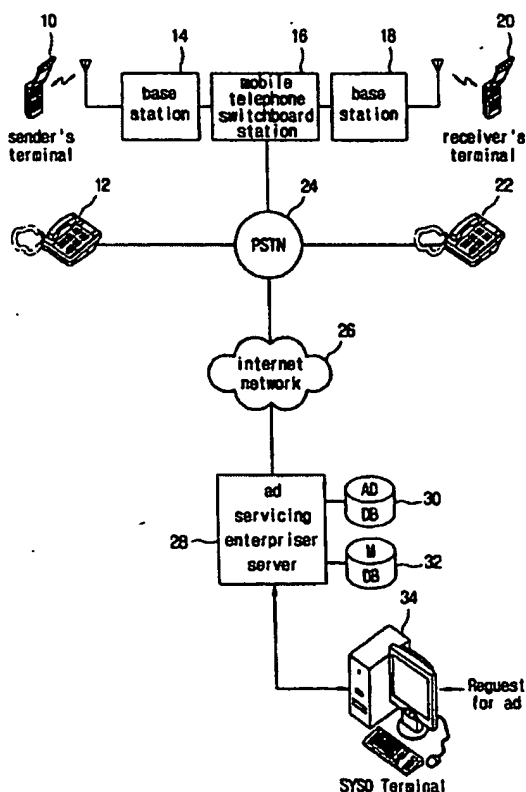 10
14
16
18
20
base
station
mobile
telephone
switchboard
station
base
station
sender's
terminal
receiver's
terminal
12
24
22
PSTN
26
internet
network
ad
servicing
enterpriser
server
28
AD
DB
30
M
DB
32
34
Request
for ad
SYSO Terminal